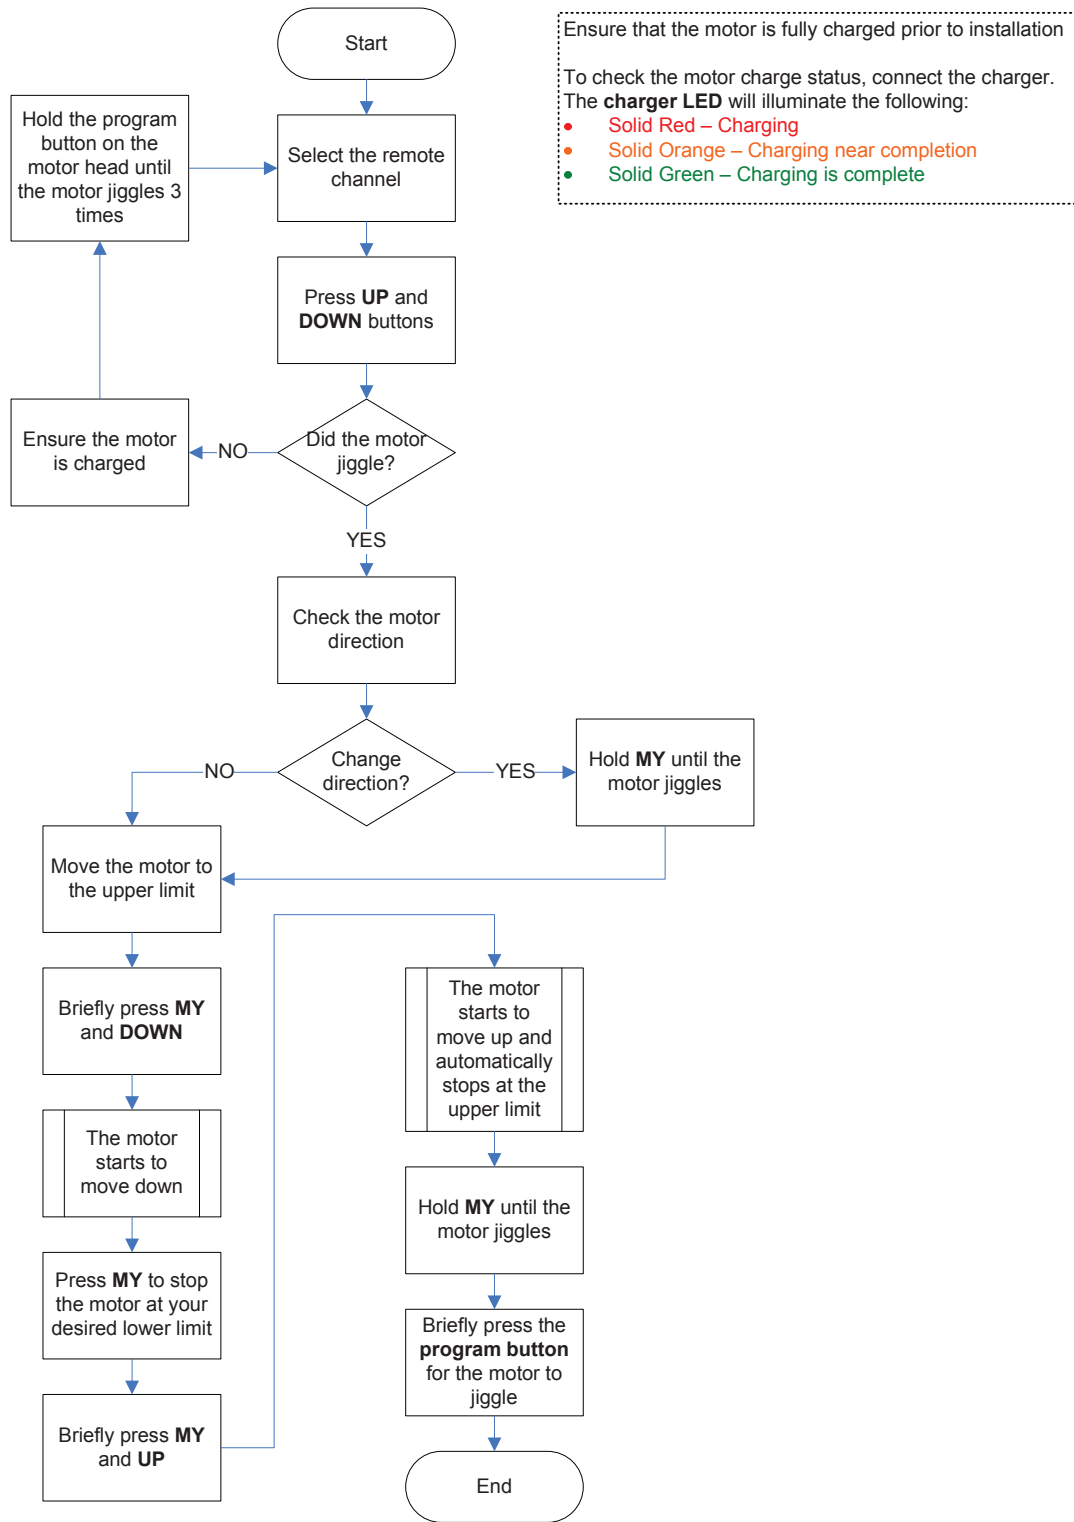 Start
Ensure that the motor is fully charged prior to installation
To check the motor charge status, connect the charger.
The charger LED will illuminate the following:
• Solid Red – Charging
• Solid Orange – Charging near completion
• Solid Green – Charging is complete
Hold the program
button on the
motor head until
the motor jiggles 3
times
Select the remote
channel
Press UP and
DOWN buttons
Did the motor
jiggle?
NO
Ensure the motor
is charged
YES
Check the motor
direction
Change
direction?
NO
YES
Hold MY until the
motor jiggles
Move the motor to
the upper limit
Briefly press MY
and DOWN
The motor
starts to
move down
Press MY to stop
the motor at your
desired lower limit
Briefly press MY
and UP
The motor
starts to
move up and
automatically
stops at the
upper limit
Hold MY until the
motor jiggles
Briefly press the
program button
for the motor to
jiggle
End